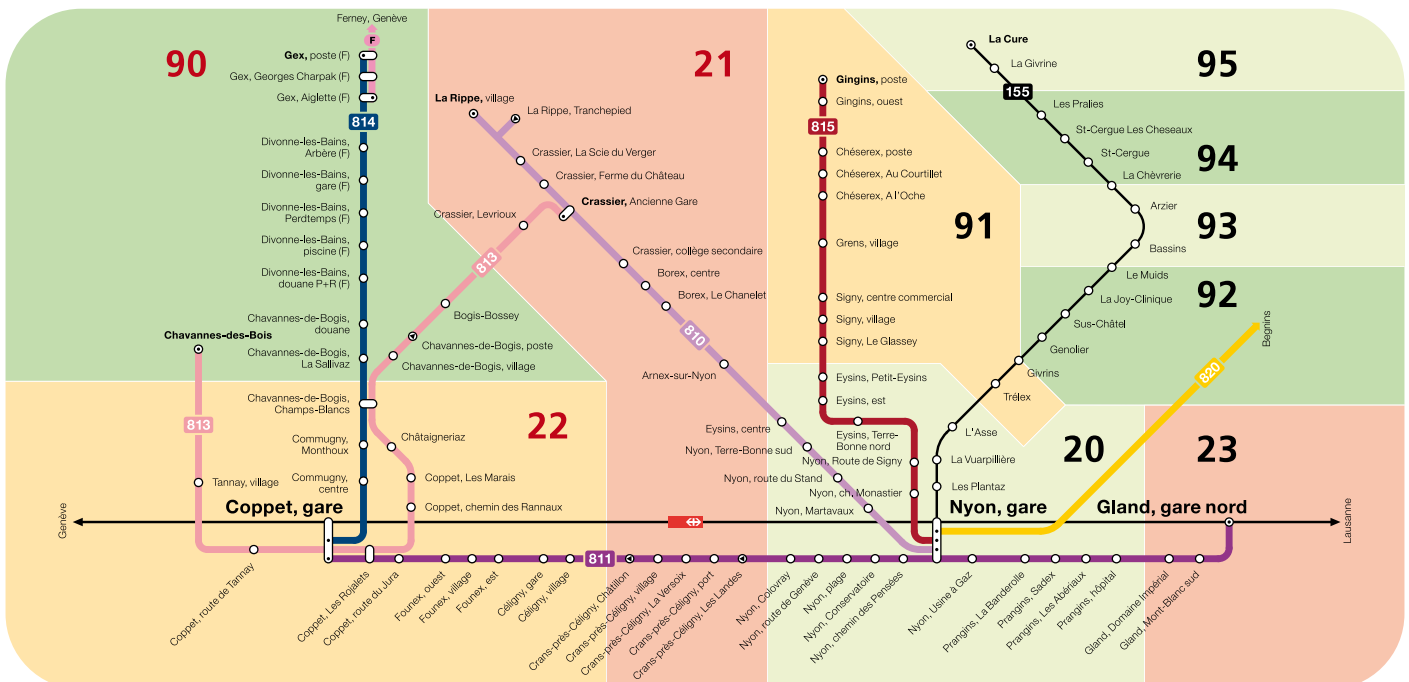 Ferney, Genève
F
90
Gex, poste (F)
Gex, Georges Charpak (F)
Gex, Aiglette (F)
814
Divonne-les-Bains,
Arbère (F)
Divonne-les-Bains,
gare (F)
Divonne-les-Bains,
Perdtemps (F)
Divonne-les-Bains,
piscine (F)
Divonne-les-Bains,
douane P+R (F)
Chavannes-de-Bogis,
douane
Chavannes-des-Bois
Chavannes-de-Bogis,
La Sallivaz
Chavannes-de-Bogis,
Champs-Blancs
813
Commugny,
Monthoux
Commugny,
centre
Tannay, village
22
21
La Rippe, village
La Rippe, Tranchepied
Crassier, La Scie du Verger
Crassier, Ferme du Château
Crassier, Ancienne Gare
Crassier, Levrioux
813
Bogis-Bossey
Chavannes-de-Bogis, poste
Chavannes-de-Bogis, village
Châtaigneriaz
Coppet, Les Marais
Coppet, chemin des Rannaux
Crassier, collège secondaire
Borex, centre
Borex, Le Chanelet
810
Arnex-sur-Nyon
Eysins, centre
Nyon, Terre-Bonne sud
Nyon, route du Stand
Nyon, Martavaux
Gingins, poste
Gingins, ouest
815
Chéserex, poste
Chéserex, Au Courtillet
Chéserex, A l'Oche
Grens, village
91
Signy, centre commercial
Signy, village
Signy, Le Glassey
Eysins, Petit-Eysins
Eysins, est
Eysins, Terre-
Bonne nord
Nyon, Route de Signy
Nyon, ch. Monastier
La Cure
La Givrine
95
155
Les Pralies
St-Cergue Les Cheseaux
St-Cergue
94
La Chèvrerie
Arzier
93
Bassins
Le Muids
92
La Joy-Clinique
Sus-Châtel
Genolier
Givrins
Trélex
L'Asse
La Vuarpillière
Les Plantaz
Begnins
820
20
23
Coppet, gare
Nyon, gare
Gland, gare nord
Genève
Lausanne
811
Coppet, route de Tannay
Coppet, Les Rojalets
Coppet, route du Jura
Founex, ouest
Founex, village
Founex, est
Céligny, gare
Céligny, village
Crans-près-Céligny, Châtillon
Crans-près-Céligny, village
Crans-près-Céligny, La Versoix
Crans-près-Céligny, port
Crans-près-Céligny, Les Landes
Nyon, Colovray
Nyon, route de Genève
Nyon, plage
Nyon, Conservatoire
Nyon, chemin des Pensées
Nyon, Usine à Gaz
Prangins, La Banderolle
Prangins, Sadex
Prangins, Les Abériaux
Prangins, hôpital
Gland, Domaine Impérial
Gland, Mont-Blanc sud